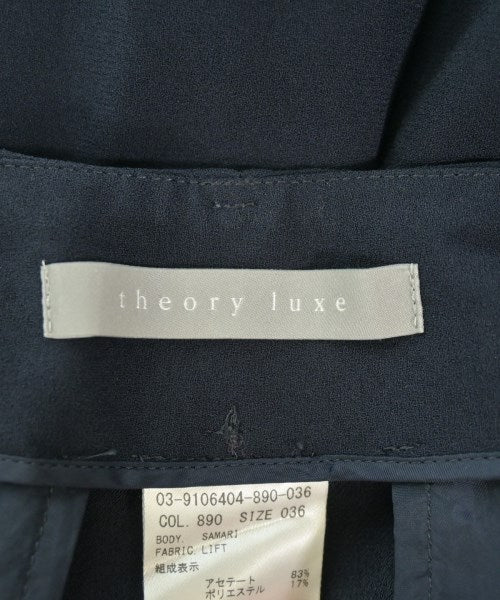 theory luxe
03-9106404-890-036
COL. 890 SIZE 036
BODY. SAMARI
FABRIC. LIFT
組成表示
アセテート 83%
ポリエステル 17%